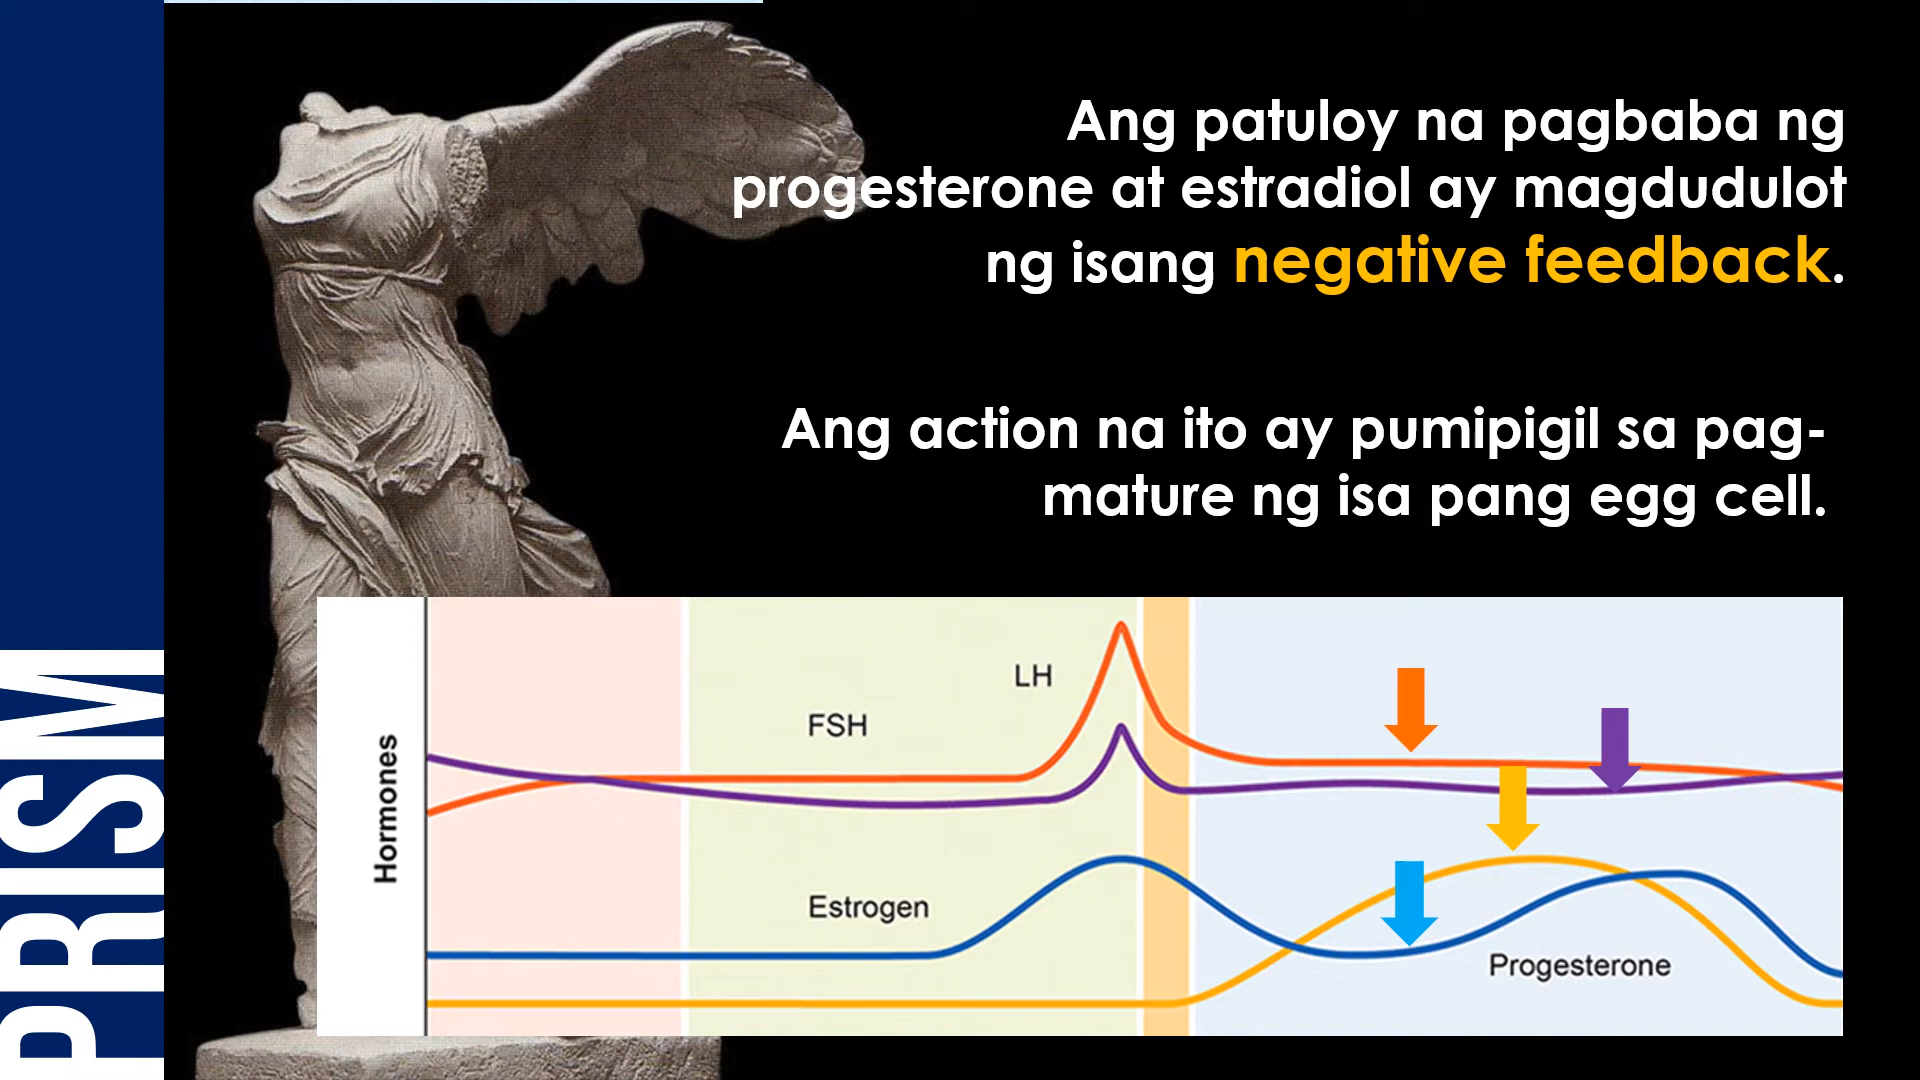 Ang patuloy na pagbaba ng
progesterone at estradiol ay magdudulot
ng isang negative feedback.
Ang action na ito ay pumipigil sa pag-
mature ng isa pang egg cell.
LH
FSH
Hormones
Estrogen
Progesterone
PRISM